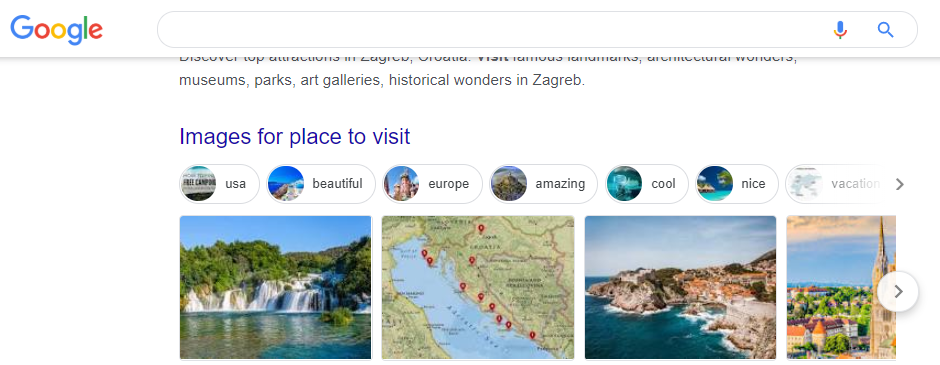 Google
Discover top attractions in Zagreb, Croatia. Visit famous landmarks, architectural wonders,
museums, parks, art galleries, historical wonders in Zagreb.
Images for place to visit
usa
beautiful
europe
amazing
cool
nice
vacation
CROATIA